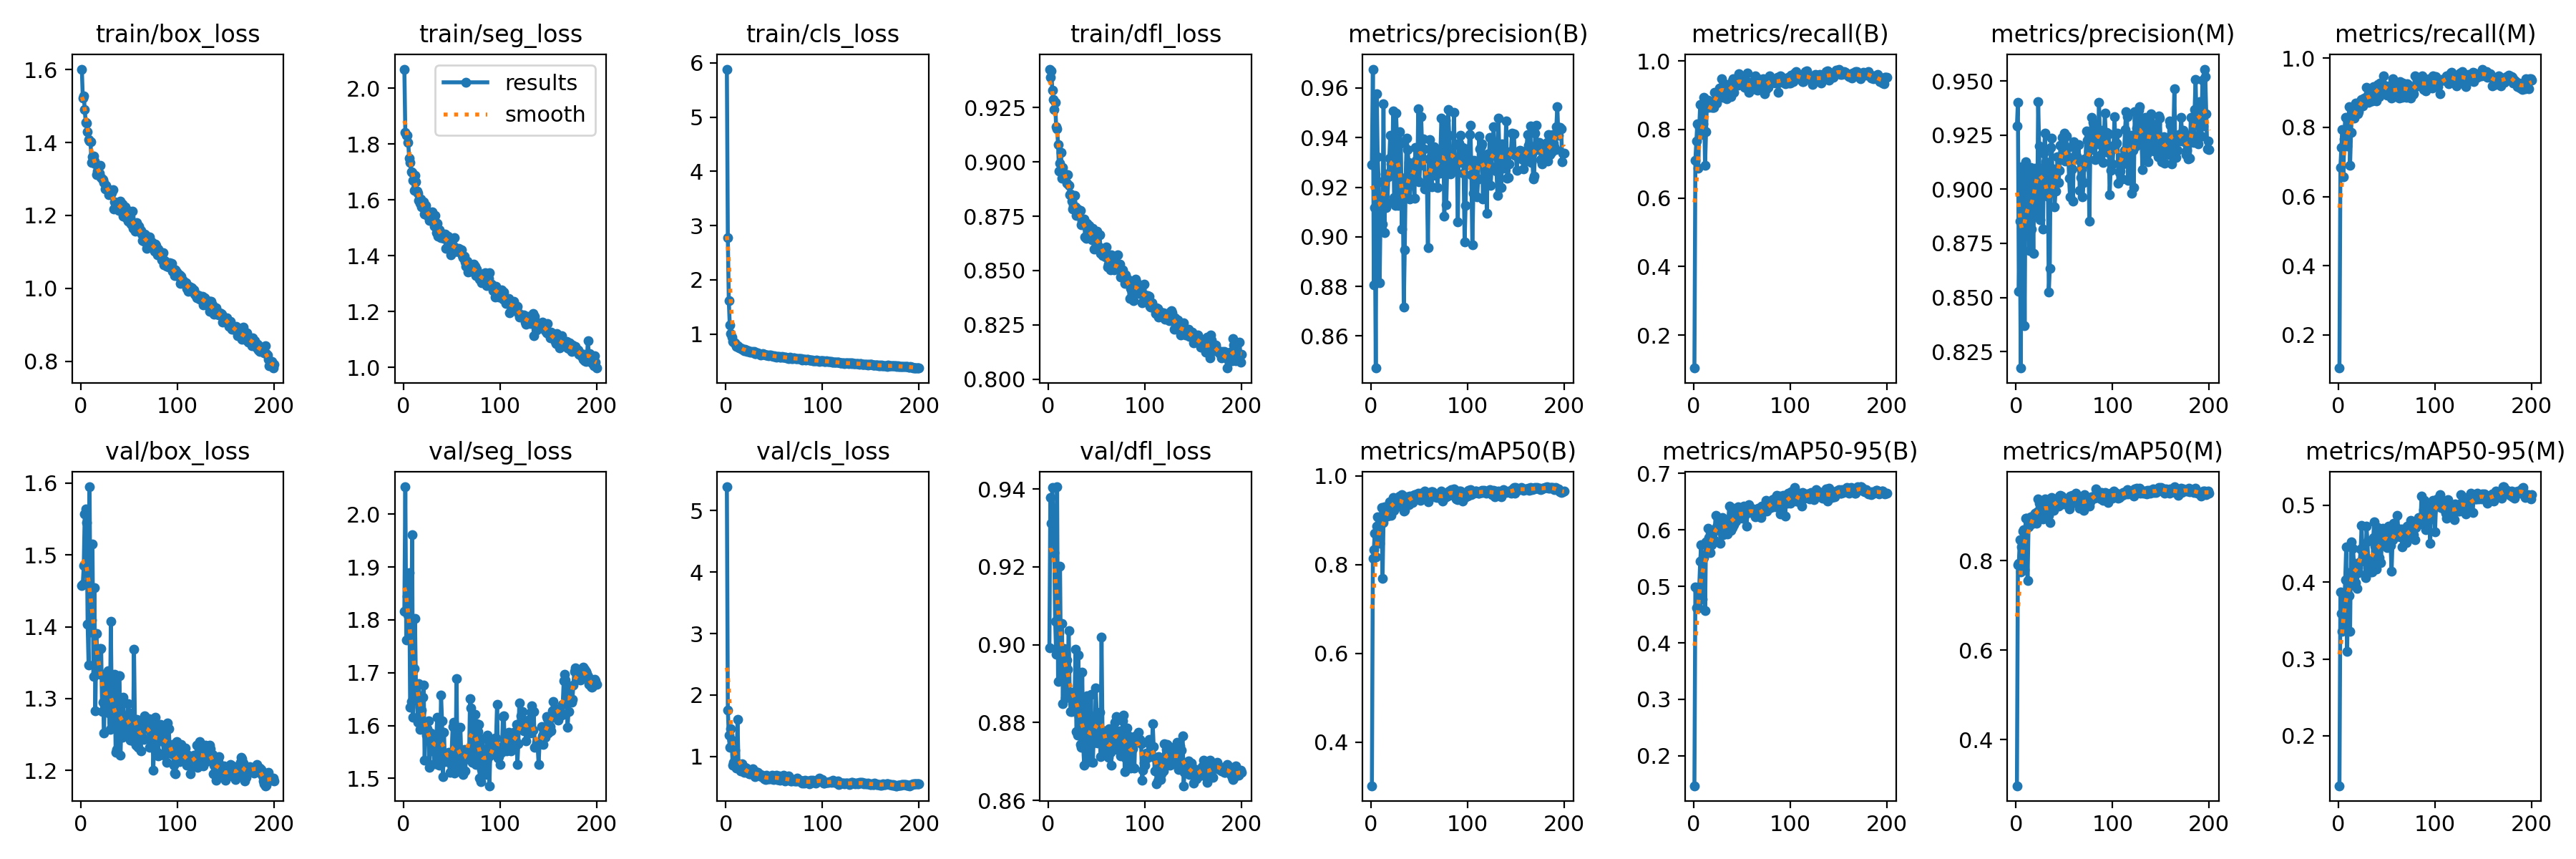 train/box_loss
train/seg_loss
train/cls_loss
train/dfl_loss
metrics/precision(B)
metrics/recall(B)
metrics/precision(M)
metrics/recall(M)
1.6
1.4
1.2
1.0
0.8
0 100 200
results
smooth
2.0
1.8
1.6
1.4
1.2
1.0
0 100 200
6
5
4
3
2
1
0 100 200
0.925
0.900
0.875
0.850
0.825
0.800
0 100 200
0.96
0.94
0.92
0.90
0.88
0.86
0 100 200
1.0
0.8
0.6
0.4
0.2
0 100 200
0.950
0.925
0.900
0.875
0.850
0.825
0 100 200
1.0
0.8
0.6
0.4
0.2
0 100 200
val/box_loss
val/seg_loss
val/cls_loss
val/dfl_loss
metrics/mAP50(B)
metrics/mAP50-95(B)
metrics/mAP50(M)
metrics/mAP50-95(M)
1.6
1.5
1.4
1.3
1.2
0 100 200
2.0
1.9
1.8
1.7
1.6
1.5
0 100 200
5
4
3
2
1
0 100 200
0.94
0.92
0.90
0.88
0.86
0 100 200
1.0
0.8
0.6
0.4
0 100 200
0.7
0.6
0.5
0.4
0.3
0.2
0 100 200
0.8
0.6
0.4
0 100 200
0.5
0.4
0.3
0.2
0 100 200